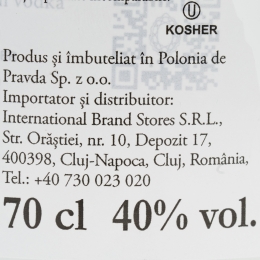 U
KOSHER
Produs și îmbuteliat în Polonia de
Pravda Sp. z o.o.
Importator și distribuitor:
International Brand Stores S.R.L.,
Str. Orăștiei, nr. 10, Depozit 17,
400398, Cluj-Napoca, Cluj, România,
Tel.: +40 730 023 020
70 cl 40% vol.